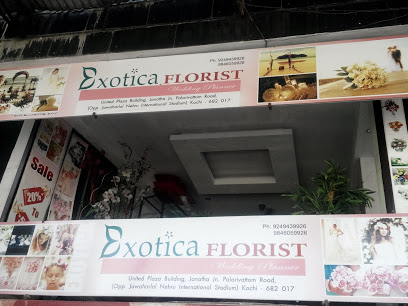 Ph: 9249439926
9846059926
Exotica FLORIST
Wedding Planner
United Plaza Building, Janatha Jn, Palarivattom Road,
(Opp. Jawaharlal Nehru International Stadium) Kochi - 682 017
Sale
20%
Ph: 9249439926
9846059926
Exotica FLORIST
Wedding Planner
United Plaza Building, Janatha Jn, Palarivattom Road,
(Opp. Jawaharlal Nehru International Stadium) Kochi - 682 017